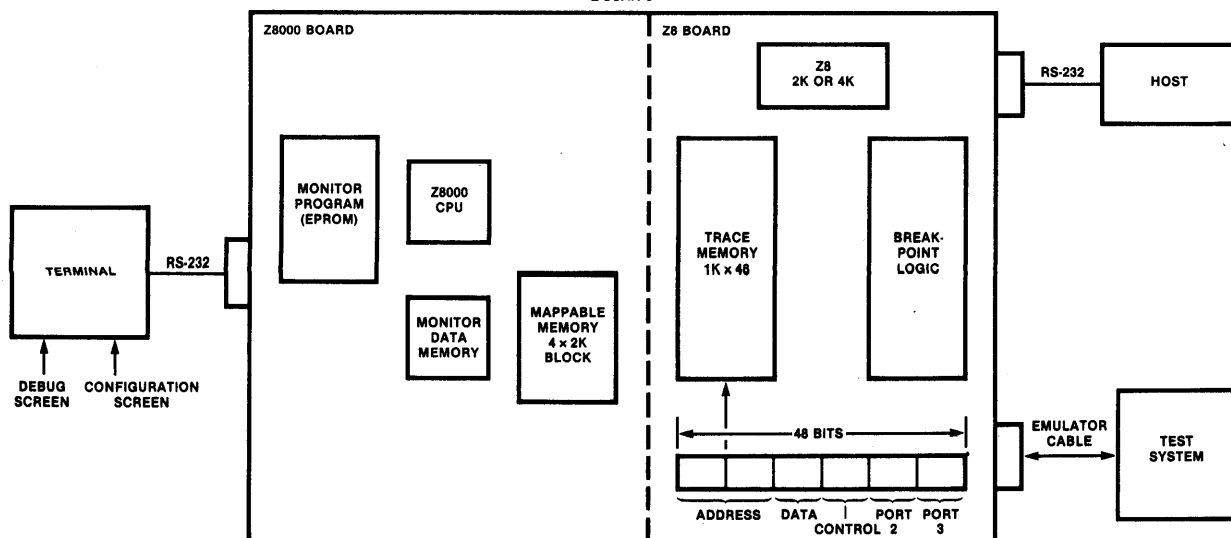 Z8000 BOARD
Z8 BOARD
Z8
2K OR 4K
RS-232
HOST
MONITOR
PROGRAM
(EPROM)
Z8000
CPU
TERMINAL
RS-232
TRACE
MEMORY
1K x 48
BREAK-
POINT
LOGIC
MONITOR
DATA
MEMORY
MAPPABLE
MEMORY
4 x 2K
BLOCK
DEBUG
SCREEN
CONFIGURATION
SCREEN
48 BITS
EMULATOR
CABLE
TEST
SYSTEM
ADDRESS
DATA
CONTROL
PORT
2
PORT
3